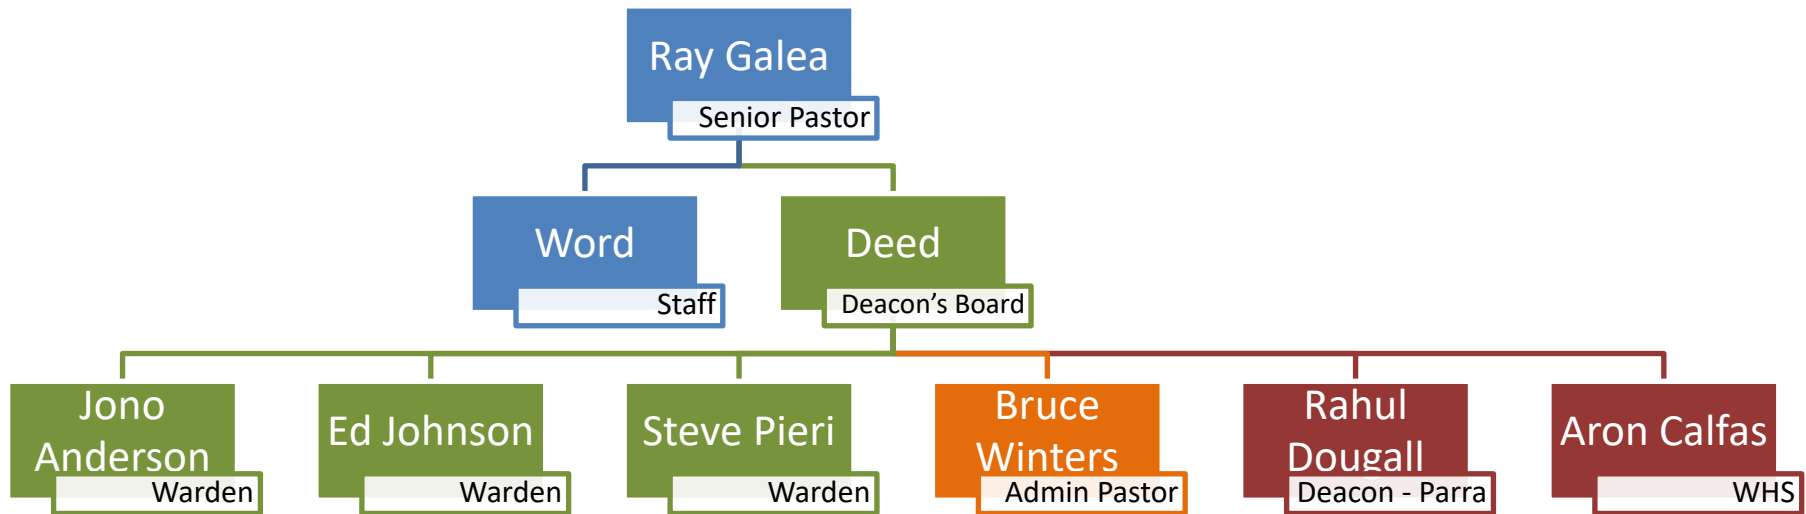 Ray Galea
Senior Pastor
Word
Staff
Deed
Deacon’s Board
Jono
Anderson
Warden
Ed Johnson
Warden
Steve Pieri
Warden
Bruce
Winters
Admin Pastor
Rahul
Dougall
Deacon - Parra
Aron Calfas
WHS